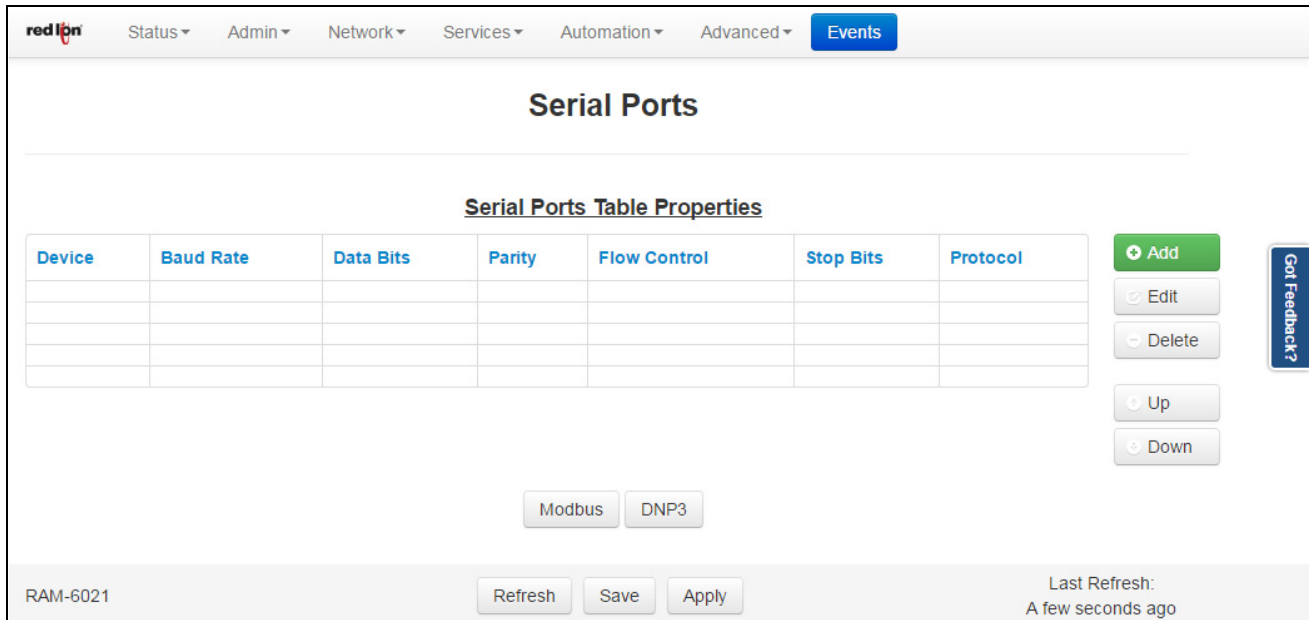 red lion Status Admin Network Services Automation Advanced Events
Serial Ports
Serial Ports Table Properties
Device Baud Rate Data Bits Parity Flow Control Stop Bits Protocol
Add
Edit
Delete
Up
Down
Got Feedback?
Modbus DNP3
RAM-6021 Refresh Save Apply Last Refresh:
A few seconds ago